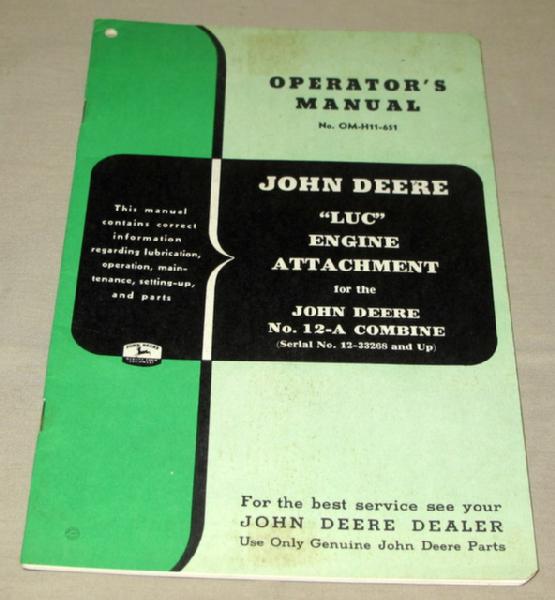 OPERATOR'S
MANUAL
No. OM-H11-651
This manual
contains correct
information
regarding lubrication,
operation, main-
tenance, setting-up,
and parts
JOHN DEERE
"LUC"
ENGINE
ATTACHMENT
for the
JOHN DEERE
No. 12-A COMBINE
(Serial No. 12-33268 and Up)
JOHN DEERE
For the best service see your
JOHN DEERE DEALER
Use Only Genuine John Deere Parts